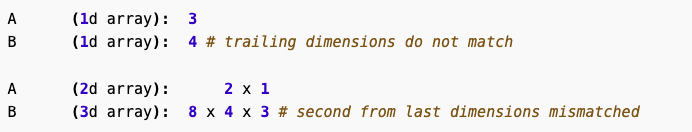 A      (1d array):  3
B      (1d array):  4 # trailing dimensions do not match
A      (2d array):      2 x 1
B      (3d array):  8 x 4 x 3 # second from last dimensions mismatched